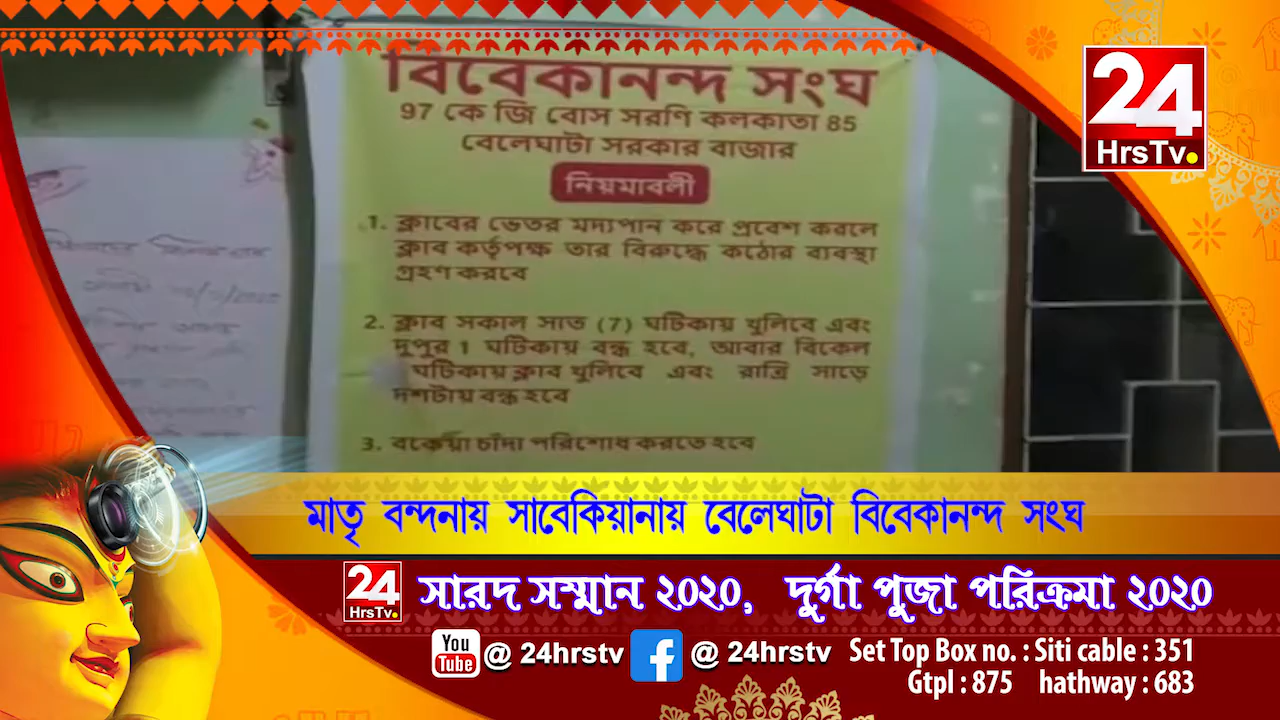 বিবেকানন্দ সংঘ
97 কে জি বোস সরণি কলকাতা 85
বেলেঘাটা সরকার বাজার
নিয়মাবলী
1. ক্লাবের ভেতর মদ্যপান করে প্রবেশ করলে
ক্লাব কর্তৃপক্ষ তার বিরুদ্ধে কঠোর ব্যবস্থা
গ্রহণ করবে
2. ক্লাব সকাল সাত (7) ঘটিকায় খুলিবে এবং
দুপুর 1 ঘটিকায় বন্ধ হবে, আবার বিকেল
ঘটিকায় ক্লাব খুলিবে এবং রাত্রি সাড়ে
দশটায় বন্ধ হবে
3. বকেয়া চাঁদা পরিশোধ করতে হবে
24
HrsTv.
মাতৃ বন্দনায় সাবেকিয়ানায় বেলেঘাটা বিবেকানন্দ সংঘ
24
HrsTv.
সারদ সম্মান ২০২০, দুর্গা পুজা পরিক্রমা ২০২০
You Tube @ 24hrstv f @ 24hrstv Set Top Box no. : Siti cable : 351
Gtpl : 875 hathway : 683